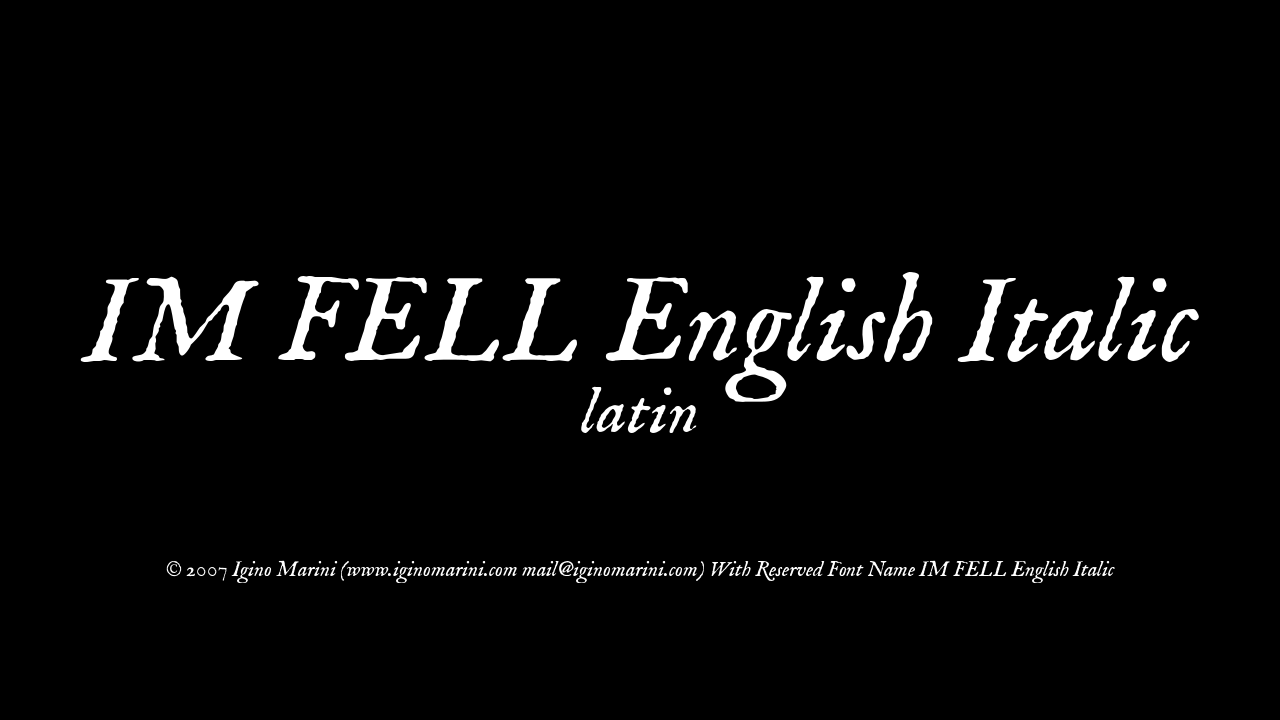 IM FELL English Italic
latin
© 2007 Igino Marini (www.iginomarini.com mail@iginomarini.com) With Reserved Font Name IM FELL English Italic